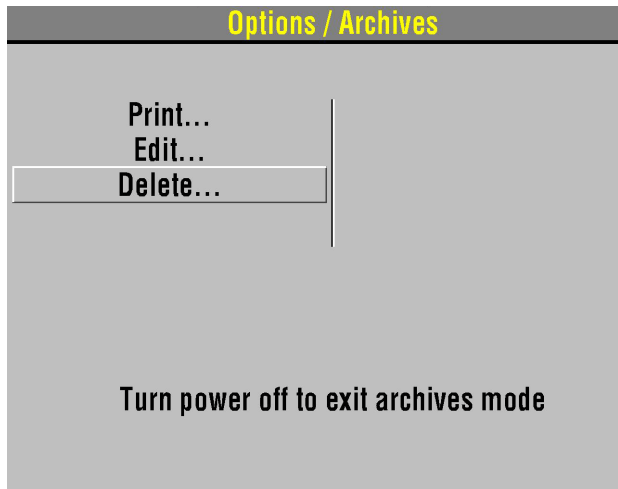 Options / Archives
Print...
Edit...
Delete...
Turn power off to exit archives mode